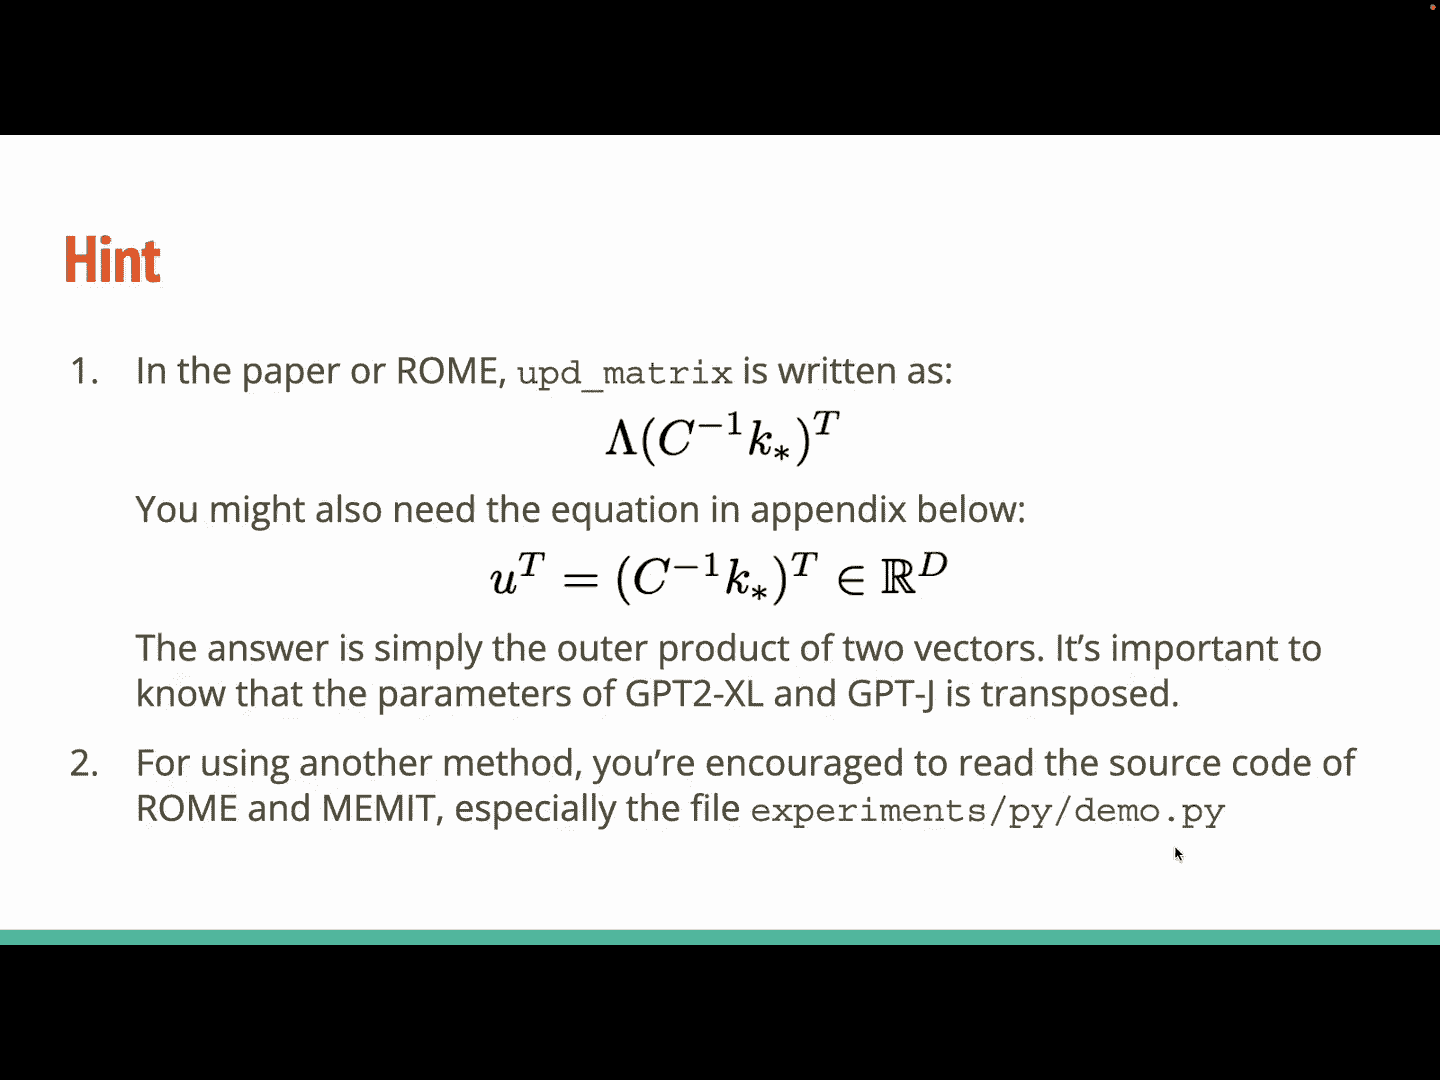 Hint
1. In the paper or ROME, upd_matrix is written as:
Λ(C⁻¹k∗)ᵀ
You might also need the equation in appendix below:
uᵀ = (C⁻¹k∗)ᵀ ∈ ℝᴰ
The answer is simply the outer product of two vectors. It’s important to
know that the parameters of GPT2-XL and GPT-J is transposed.
2. For using another method, you’re encouraged to read the source code of
ROME and MEMIT, especially the file experiments/py/demo.py